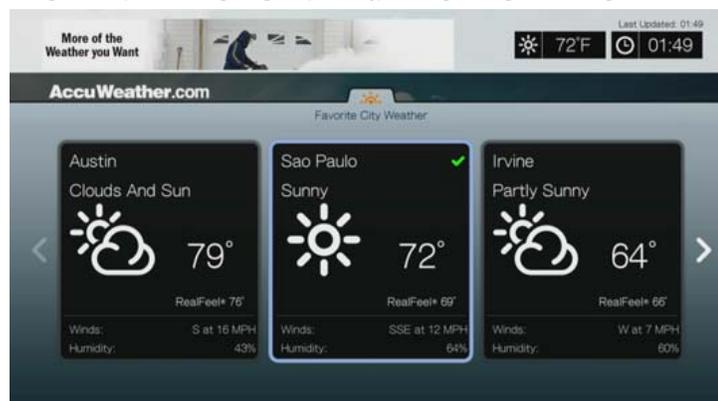 More of the
Weather you Want
Last Updated: 01:49
72°F
01:49
AccuWeather.com
Favorite City Weather
Austin
Clouds And Sun
79°
RealFeel® 76°
Winds: S at 16 MPH
Humidity: 43%
Sao Paulo
Sunny
72°
RealFeel® 69°
Winds: SSE at 12 MPH
Humidity: 64%
Irvine
Partly Sunny
64°
RealFeel® 66°
Winds: W at 7 MPH
Humidity: 60%